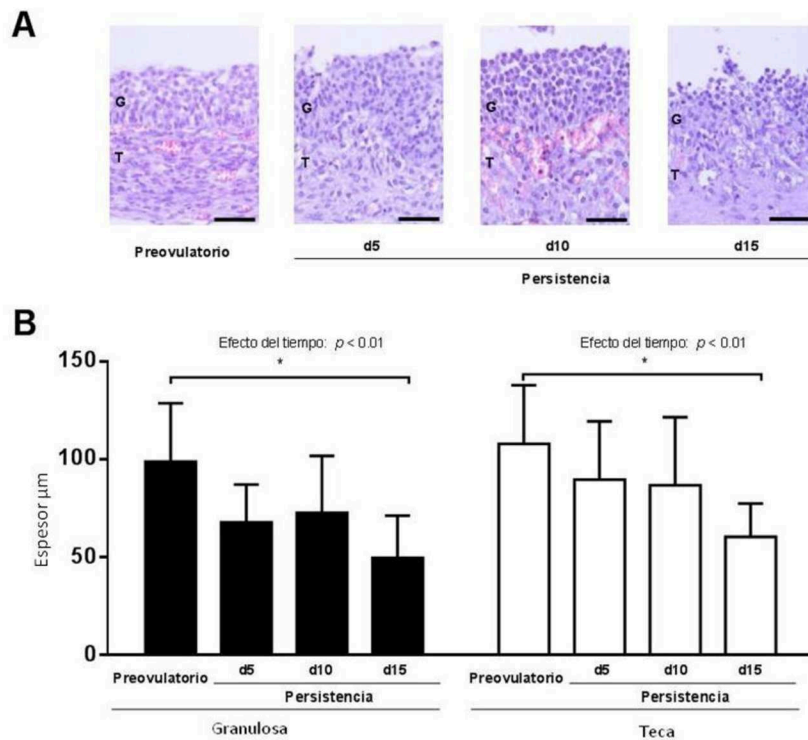 A
G
T
G
T
G
T
G
T
Preovulatorio
d5
d10
d15
Persistencia
B
Efecto del tiempo: p < 0.01
*
Efecto del tiempo: p < 0.01
*
Espesor µm
150
100
50
0
Preovulatorio
d5
d10
d15
Persistencia
Granulosa
Preovulatorio
d5
d10
d15
Persistencia
Teca